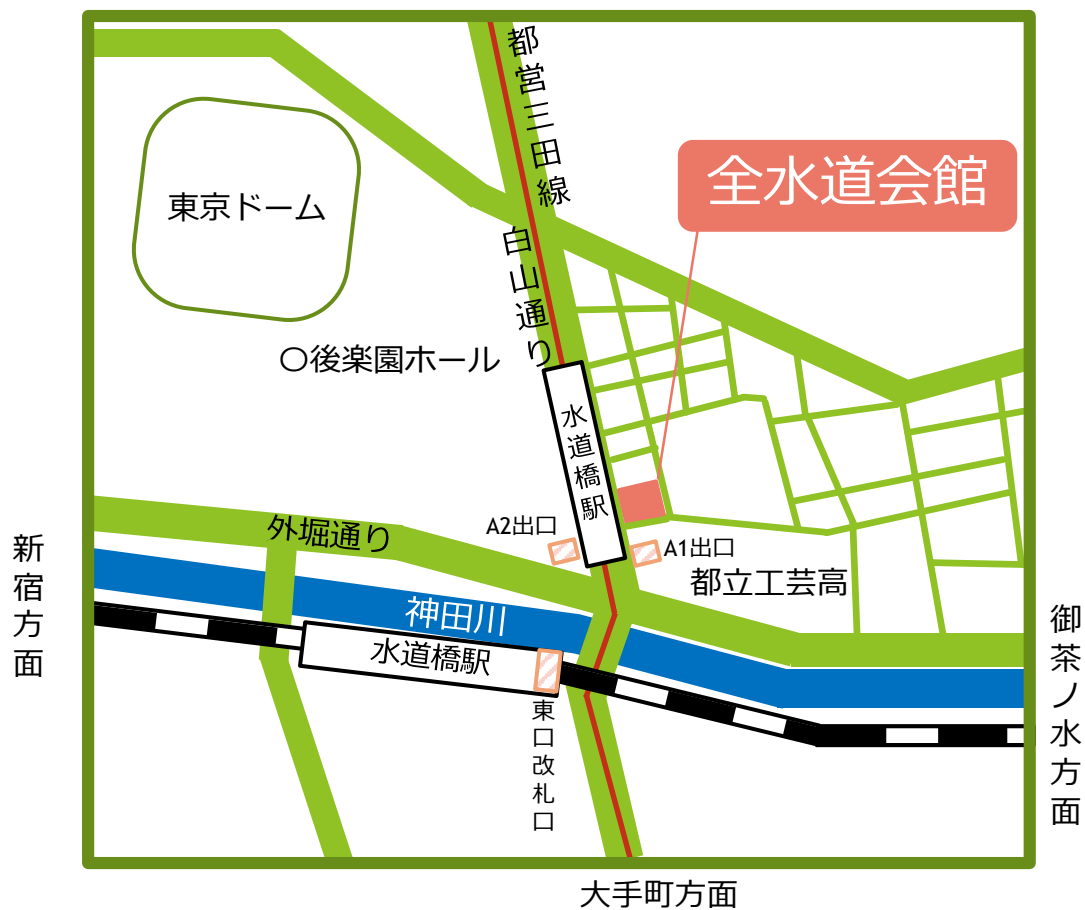 都営三田線
全水道会館
東京ドーム
白山通り
〇後楽園ホール
水道橋駅
外堀通り
A2出口
A1出口
都立工芸高
新宿方面
神田川
水道橋駅
御茶ノ水方面
東口改札口
大手町方面